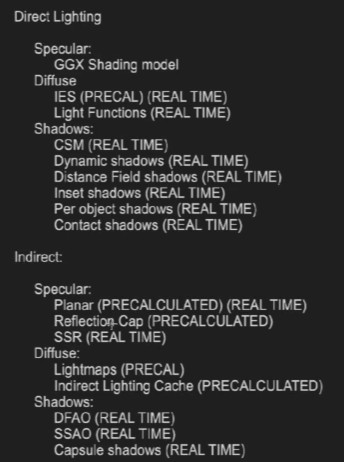 Direct Lighting
Specular:
GGX Shading model
Diffuse
IES (PRECAL) (REAL TIME)
Light Functions (REAL TIME)
Shadows:
CSM (REAL TIME)
Dynamic shadows (REAL TIME)
Distance Field shadows (REAL TIME)
Inset shadows (REAL TIME)
Per object shadows (REAL TIME)
Contact shadows (REAL TIME)
Indirect:
Specular:
Planar (PRECALCULATED) (REAL TIME)
Reflection Cap (PRECALCULATED)
SSR (REAL TIME)
Diffuse:
Lightmaps (PRECAL)
Indirect Lighting Cache (PRECALCULATED)
Shadows:
DFAO (REAL TIME)
SSAO (REAL TIME)
Capsule shadows (REAL TIME)